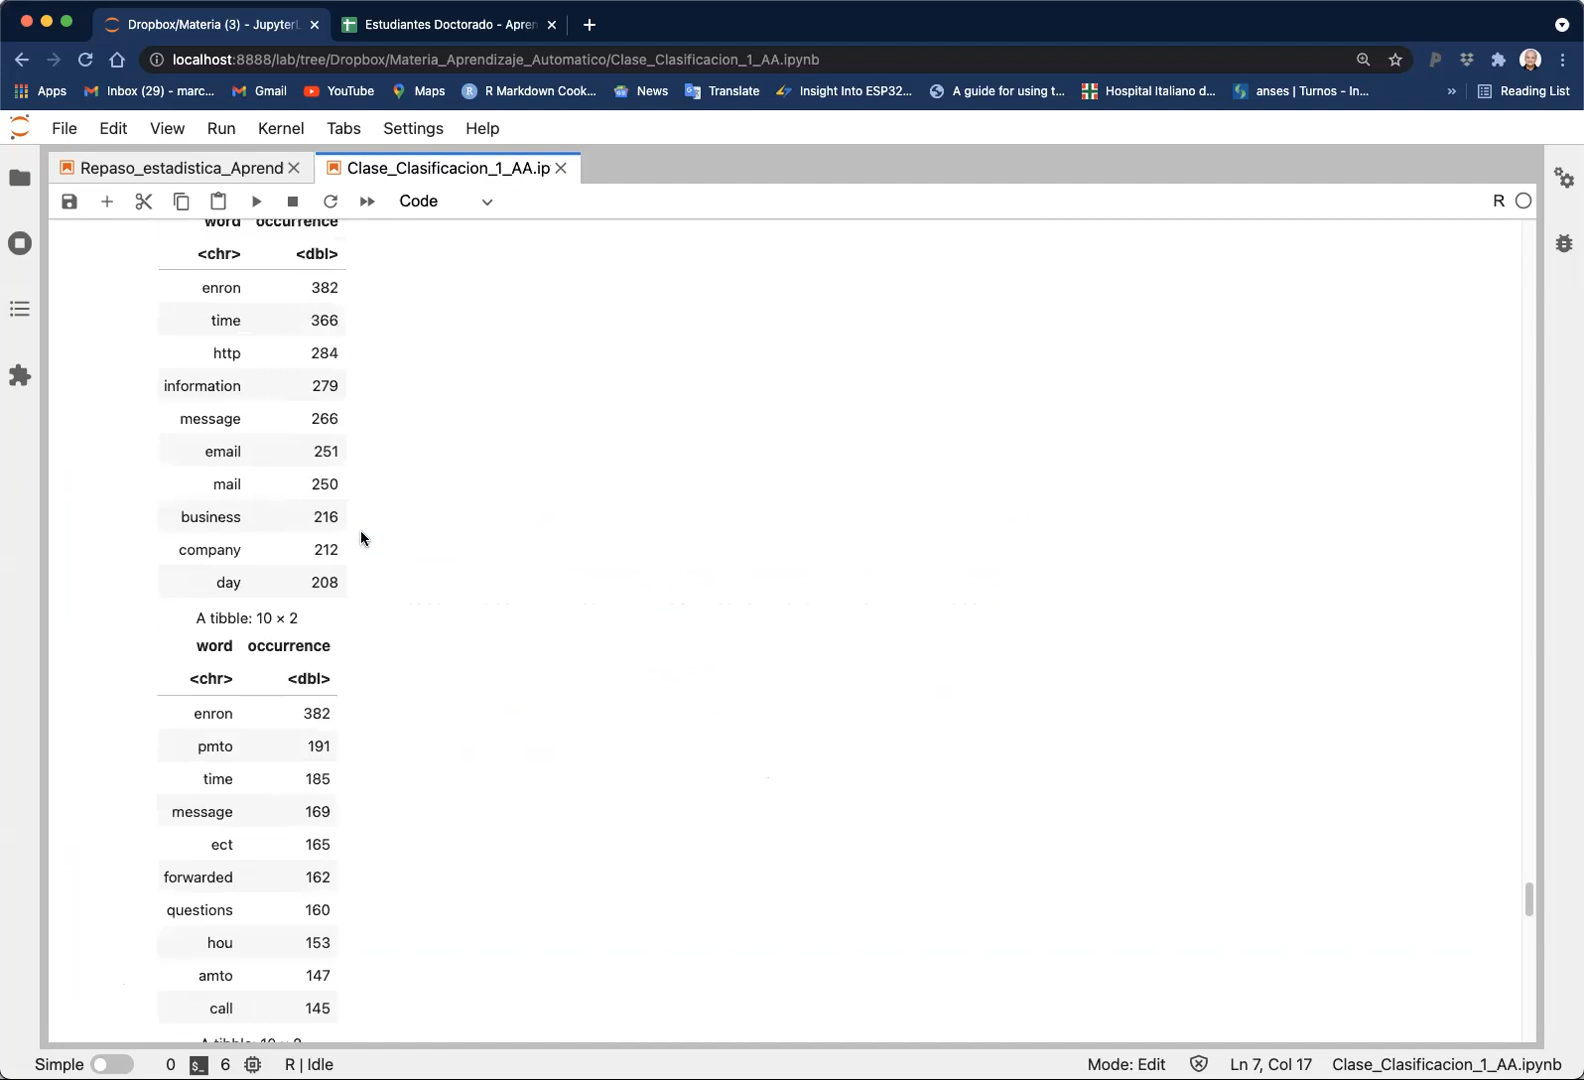 Dropbox/Materia (3) - JupyterL
Estudiantes Doctorado - Apren
localhost:8888/lab/tree/Dropbox/Materia_Aprendizaje_Automatico/Clase_Clasificacion_1_AA.ipynb
Apps
Inbox (29) - marc...
Gmail
YouTube
Maps
R Markdown Cook...
News
Translate
Insight Into ESP32...
A guide for using t...
Hospital Italiano d...
anses | Turnos - In...
»
Reading List
File Edit View Run Kernel Tabs Settings Help
Repaso_estadistica_Aprend
Clase_Clasificacion_1_AA.ip
Code
R
word occurrence
<chr> <dbl>
enron 382
time 366
http 284
information 279
message 266
email 251
mail 250
business 216
company 212
day 208
A tibble: 10 × 2
word occurrence
<chr> <dbl>
enron 382
pmto 191
time 185
message 169
ect 165
forwarded 162
questions 160
hou 153
amto 147
call 145
A tibble: 10 × 2
Simple
0
6
R | Idle
Mode: Edit
Ln 7, Col 17
Clase_Clasificacion_1_AA.ipynb